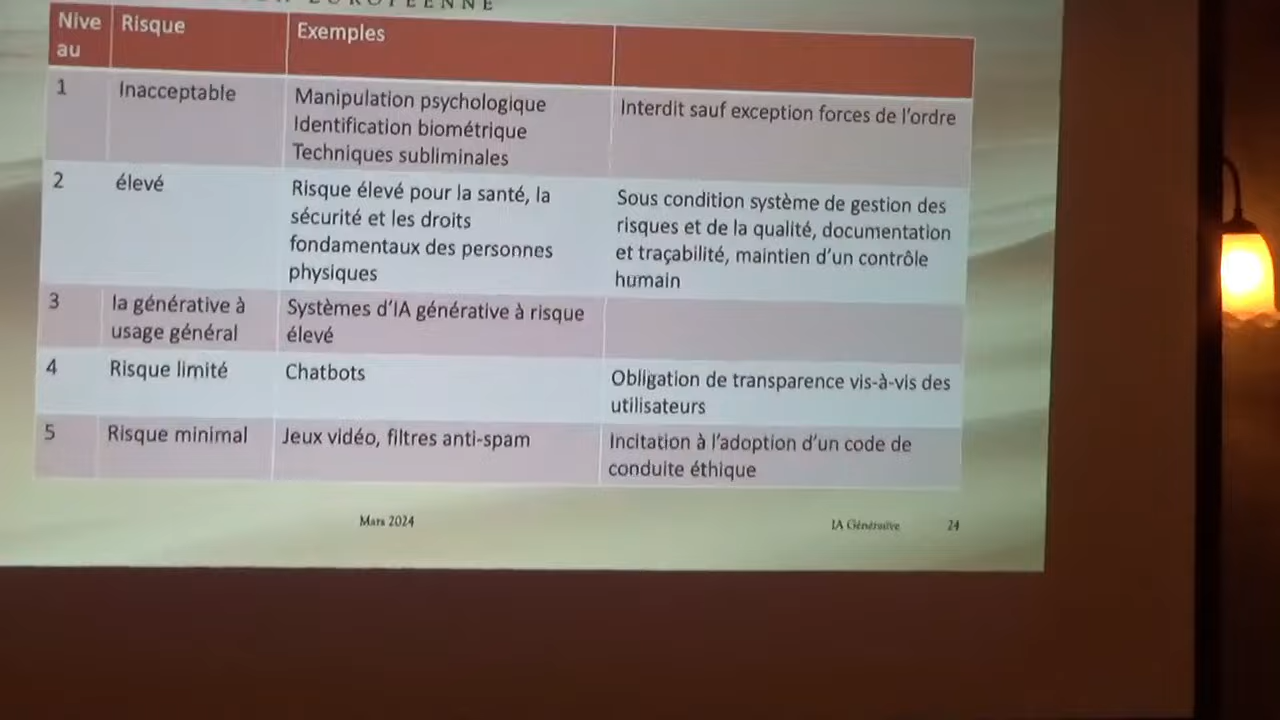 EUROPÉENNE
Nive
au
Risque
Exemples
1
Inacceptable
Manipulation psychologique
Identification biométrique
Techniques subliminales
Interdit sauf exception forces de l'ordre
2
élevé
Risque élevé pour la santé, la
sécurité et les droits
fondamentaux des personnes
physiques
Sous condition système de gestion des
risques et de la qualité, documentation
et traçabilité, maintien d'un contrôle
humain
3
la générative à
usage général
Systèmes d'IA générative à risque
élevé
4
Risque limité
Chatbots
Obligation de transparence vis-à-vis des
utilisateurs
5
Risque minimal
Jeux vidéo, filtres anti-spam
Incitation à l'adoption d'un code de
conduite éthique
Mars 2024
IA Générative
24